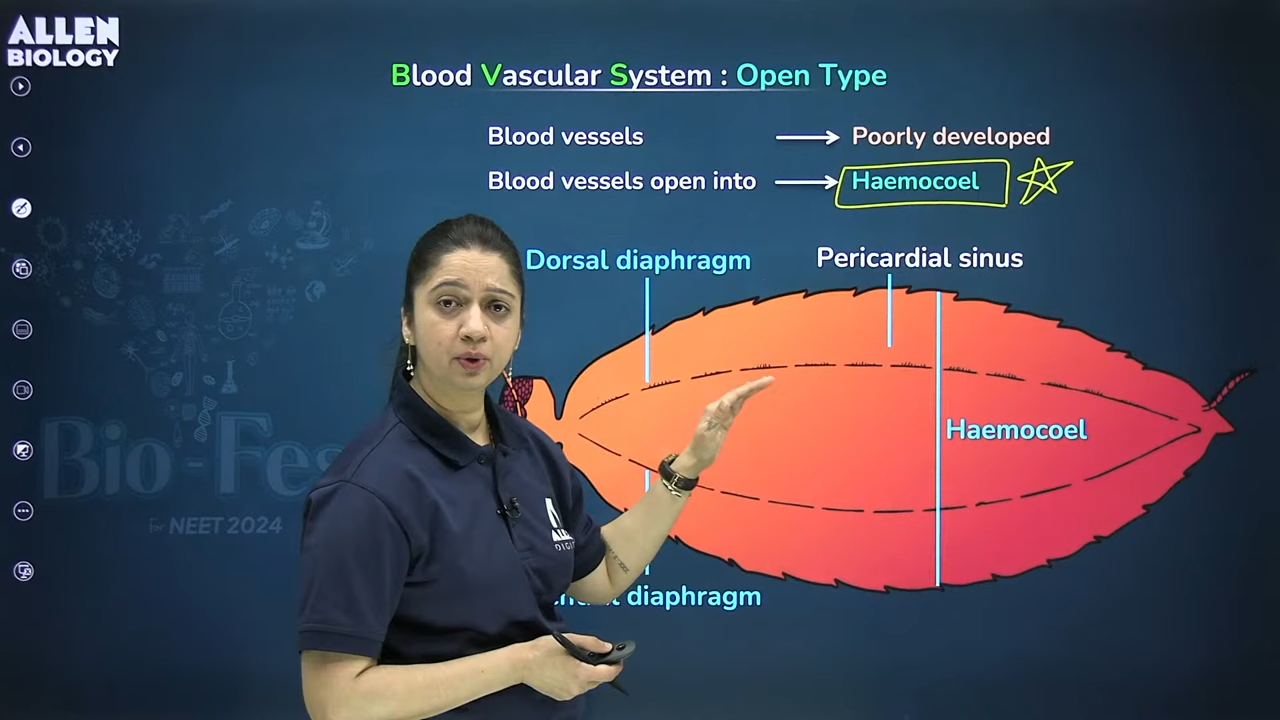 ALLEN
BIOLOGY
Blood Vascular System : Open Type
Blood vessels → Poorly developed
Blood vessels open into → Haemocoel
Dorsal diaphragm
Pericardial sinus
Haemocoel
diaphragm
Bio-Fes
for NEET 2024